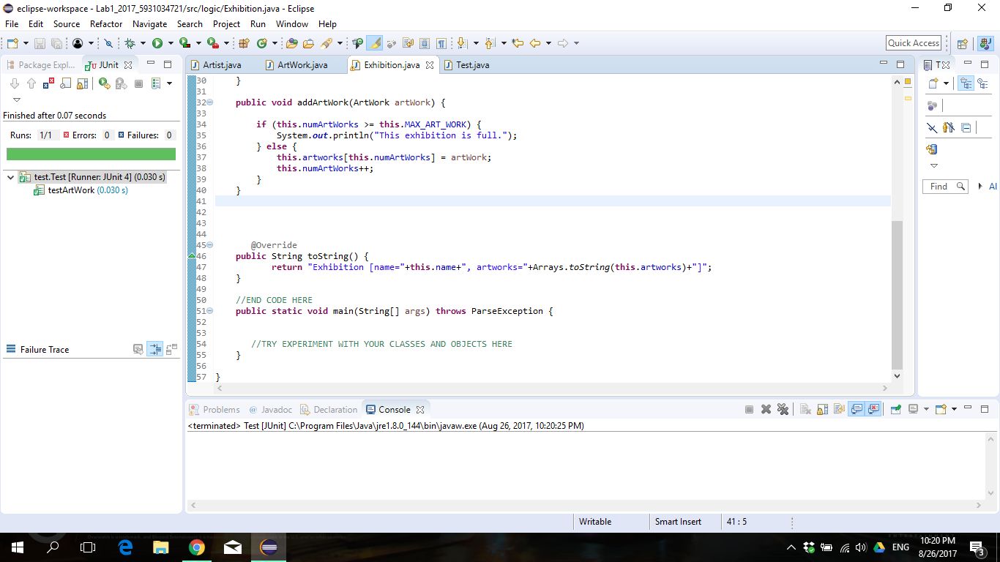 eclipse-workspace - Lab1_2017_5931034721/src/logic/Exhibition.java - Eclipse
File Edit Source Refactor Navigate Search Project Run Window Help
Quick Access
Package Expl... JUnit
Artist.java ArtWork.java Exhibition.java Test.java
Finished after 0.07 seconds
Runs: 1/1 Errors: 0 Failures: 0
test.Test [Runner: JUnit 4] (0.030 s)
testArtWork (0.030 s)
Failure Trace
30 }
31
32 public void addArtWork(ArtWork artWork) {
33
34 if (this.numArtWorks >= this.MAX_ART_WORK) {
35 System.out.println("This exhibition is full.");
36 } else {
37 this.artworks[this.numArtWorks] = artWork;
38 this.numArtWorks++;
39 }
40 }
41
42
43
44
45 @Override
46 public String toString() {
47 return "Exhibition [name="+this.name+", artworks="+Arrays.toString(this.artworks)+"]";
48 }
49
50 //END CODE HERE
51 public static void main(String[] args) throws ParseException {
52
53
54 //TRY EXPERIMENT WITH YOUR CLASSES AND OBJECTS HERE
55 }
56
57 }
Find Al
Problems @ Javadoc Declaration Console
<terminated> Test [JUnit] C:\Program Files\Java\jre1.8.0_144\bin\javaw.exe (Aug 26, 2017, 10:20:25 PM)
Writable Smart Insert 41 : 5
ENG
10:20 PM
8/26/2017
3